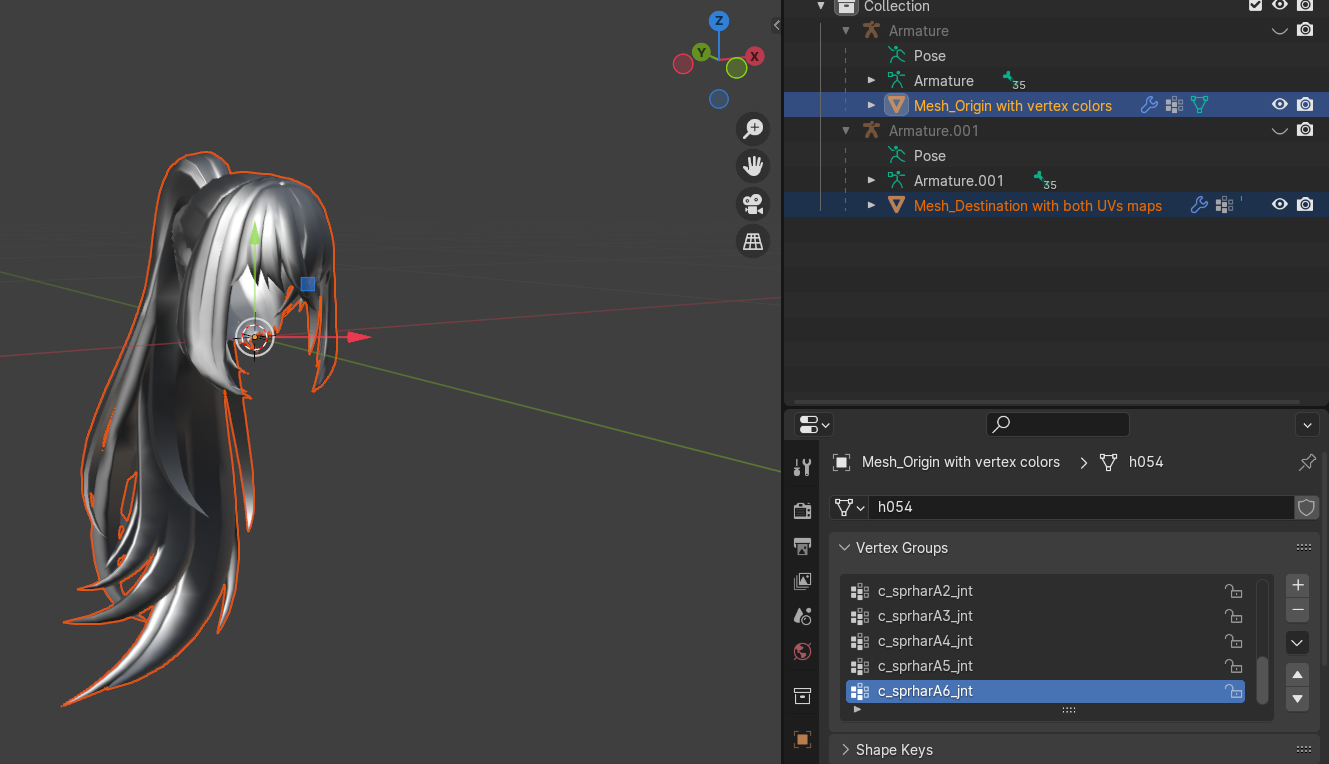 Collection
Armature
Pose
Armature 35
Mesh_Origin with vertex colors
Armature.001
Pose
Armature.001 35
Mesh_Destination with both UVs maps
Z
Y
X
Mesh_Origin with vertex colors h054
h054
Vertex Groups
c_sprharA2_jnt
c_sprharA3_jnt
c_sprharA4_jnt
c_sprharA5_jnt
c_sprharA6_jnt
Shape Keys